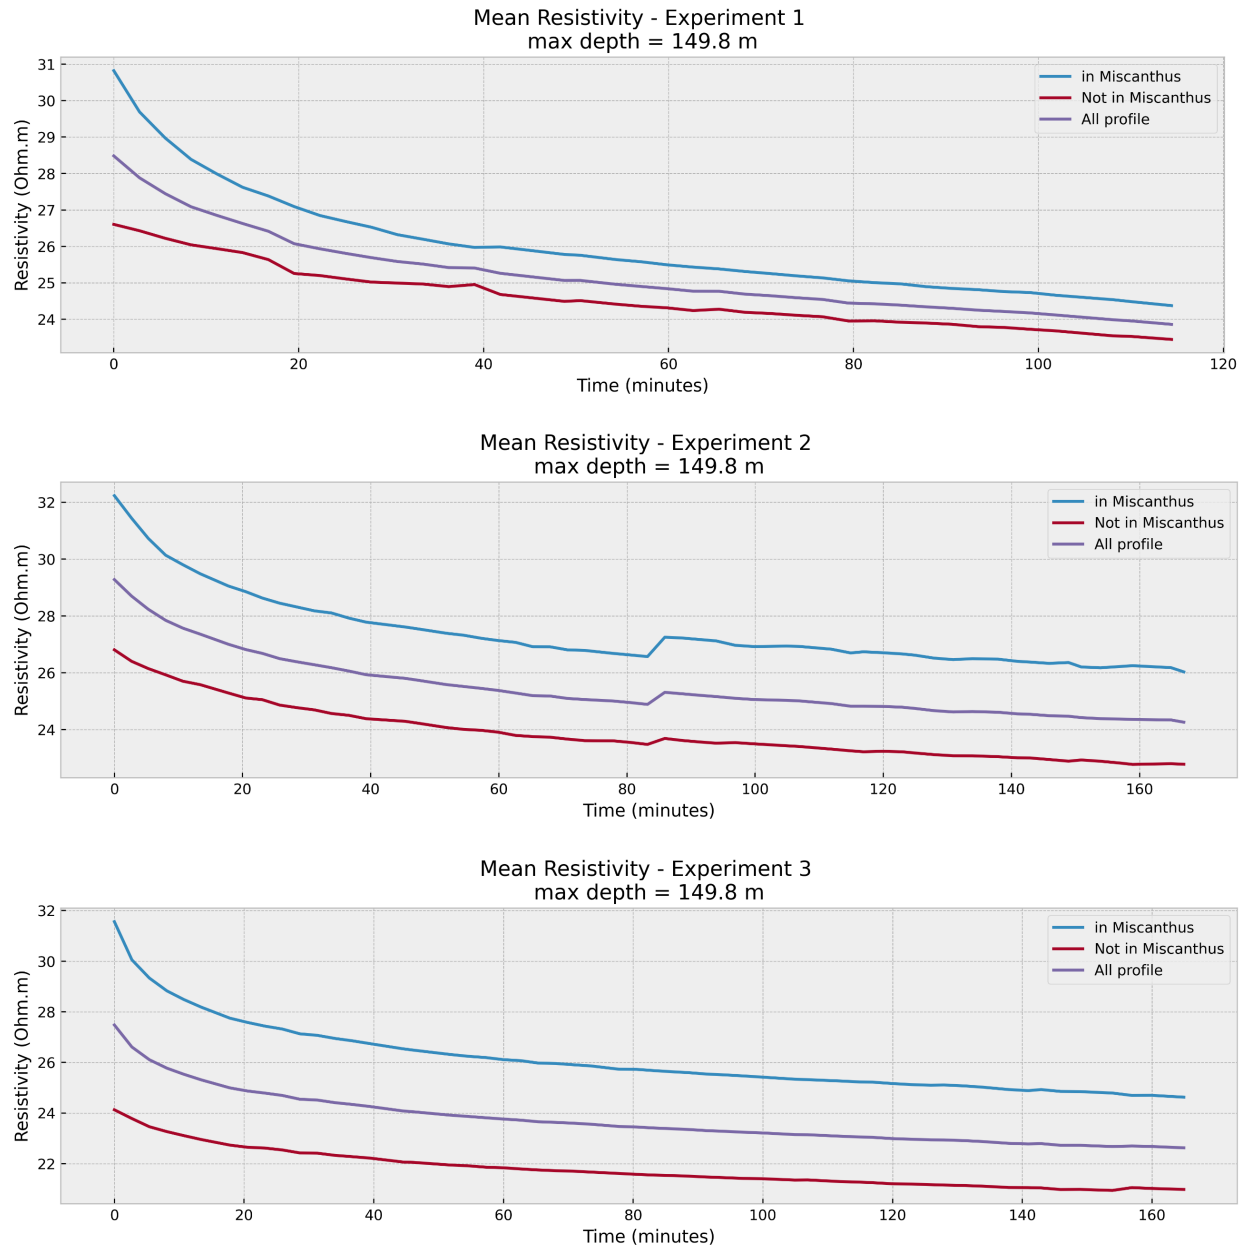 Mean Resistivity - Experiment 1
max depth = 149.8 m
31
30
29
28
27
26
25
24
Resistivity (Ohm.m)
in Miscanthus
Not in Miscanthus
All profile
0 20 40 60 80 100 120
Time (minutes)
Mean Resistivity - Experiment 2
max depth = 149.8 m
32
30
28
26
24
Resistivity (Ohm.m)
in Miscanthus
Not in Miscanthus
All profile
0 20 40 60 80 100 120 140 160
Time (minutes)
Mean Resistivity - Experiment 3
max depth = 149.8 m
32
30
28
26
24
22
Resistivity (Ohm.m)
in Miscanthus
Not in Miscanthus
All profile
0 20 40 60 80 100 120 140 160
Time (minutes)